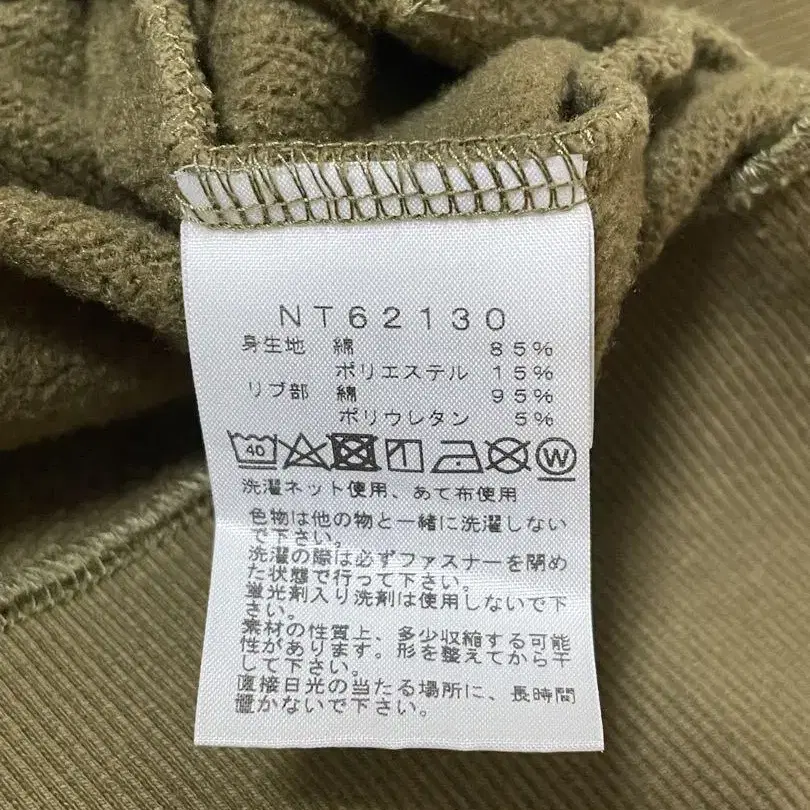 NT62130
身生地 綿 85%
ポリエステル 15%
リブ部 綿 95%
ポリウレタン 5%
40 W
洗濯ネット使用、あて布使用
色物は他の物と一緒に洗濯しない
で下さい。
洗濯の際は必ずファスナーを閉め
た状態で行って下さい。
蛍光剤入り洗剤は使用しないで下
さい。
素材の性質上、多少収縮する可能
性があります。形を整えてから干
して下さい。
直接日光の当たる場所に、長時間
置かないで下さい。